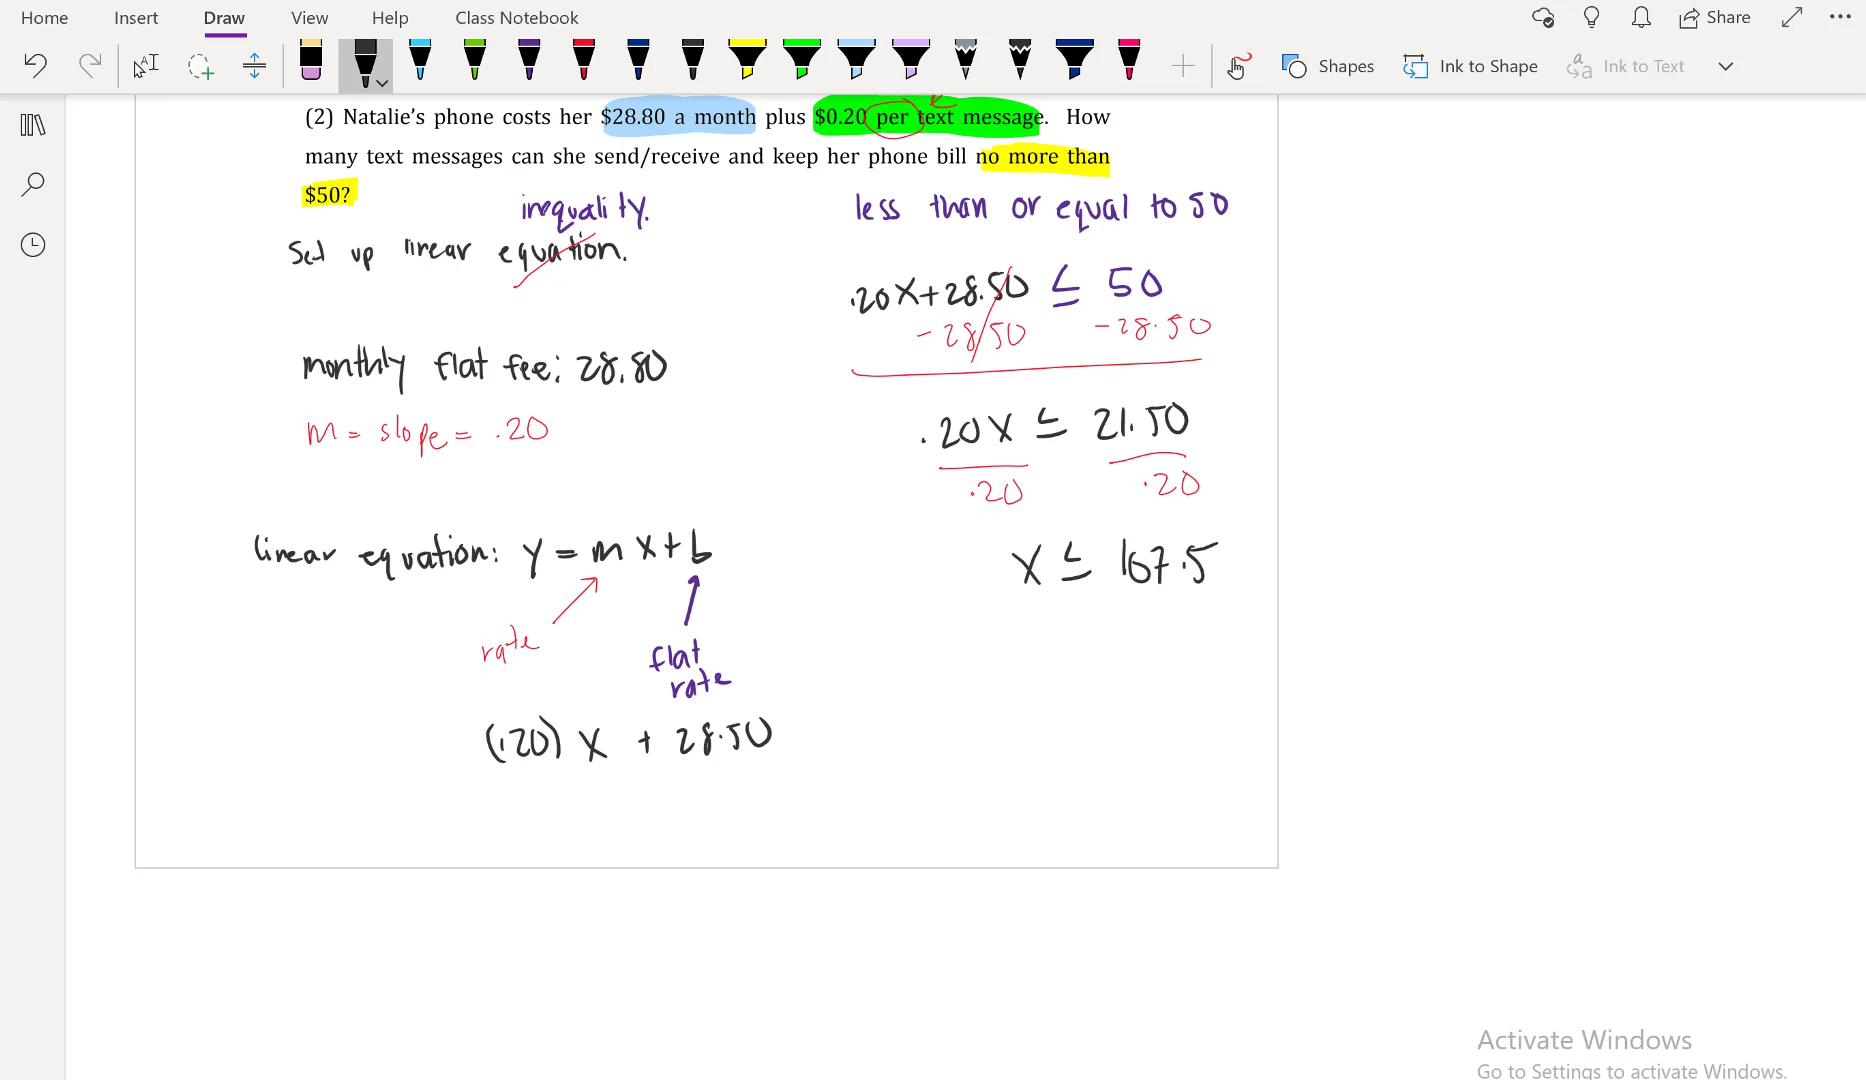 Home Insert Draw View Help Class Notebook Share
Shapes Ink to Shape Ink to Text
(2) Natalie's phone costs her $28.80 a month plus $0.20 per text message. How
many text messages can she send/receive and keep her phone bill no more than
$50?
inequality.
less than or equal to 50
Set up linear equation.
.20x+28.50 ≤ 50
-28.50 -28.50
monthly flat fee: 28.80
m = slope = .20
.20x ≤ 21.50
.20 .20
linear equation: y = mx+b
x ≤ 107.5
rate
flat
rate
(.20) x + 28.50
Activate Windows
Go to Settings to activate Windows.